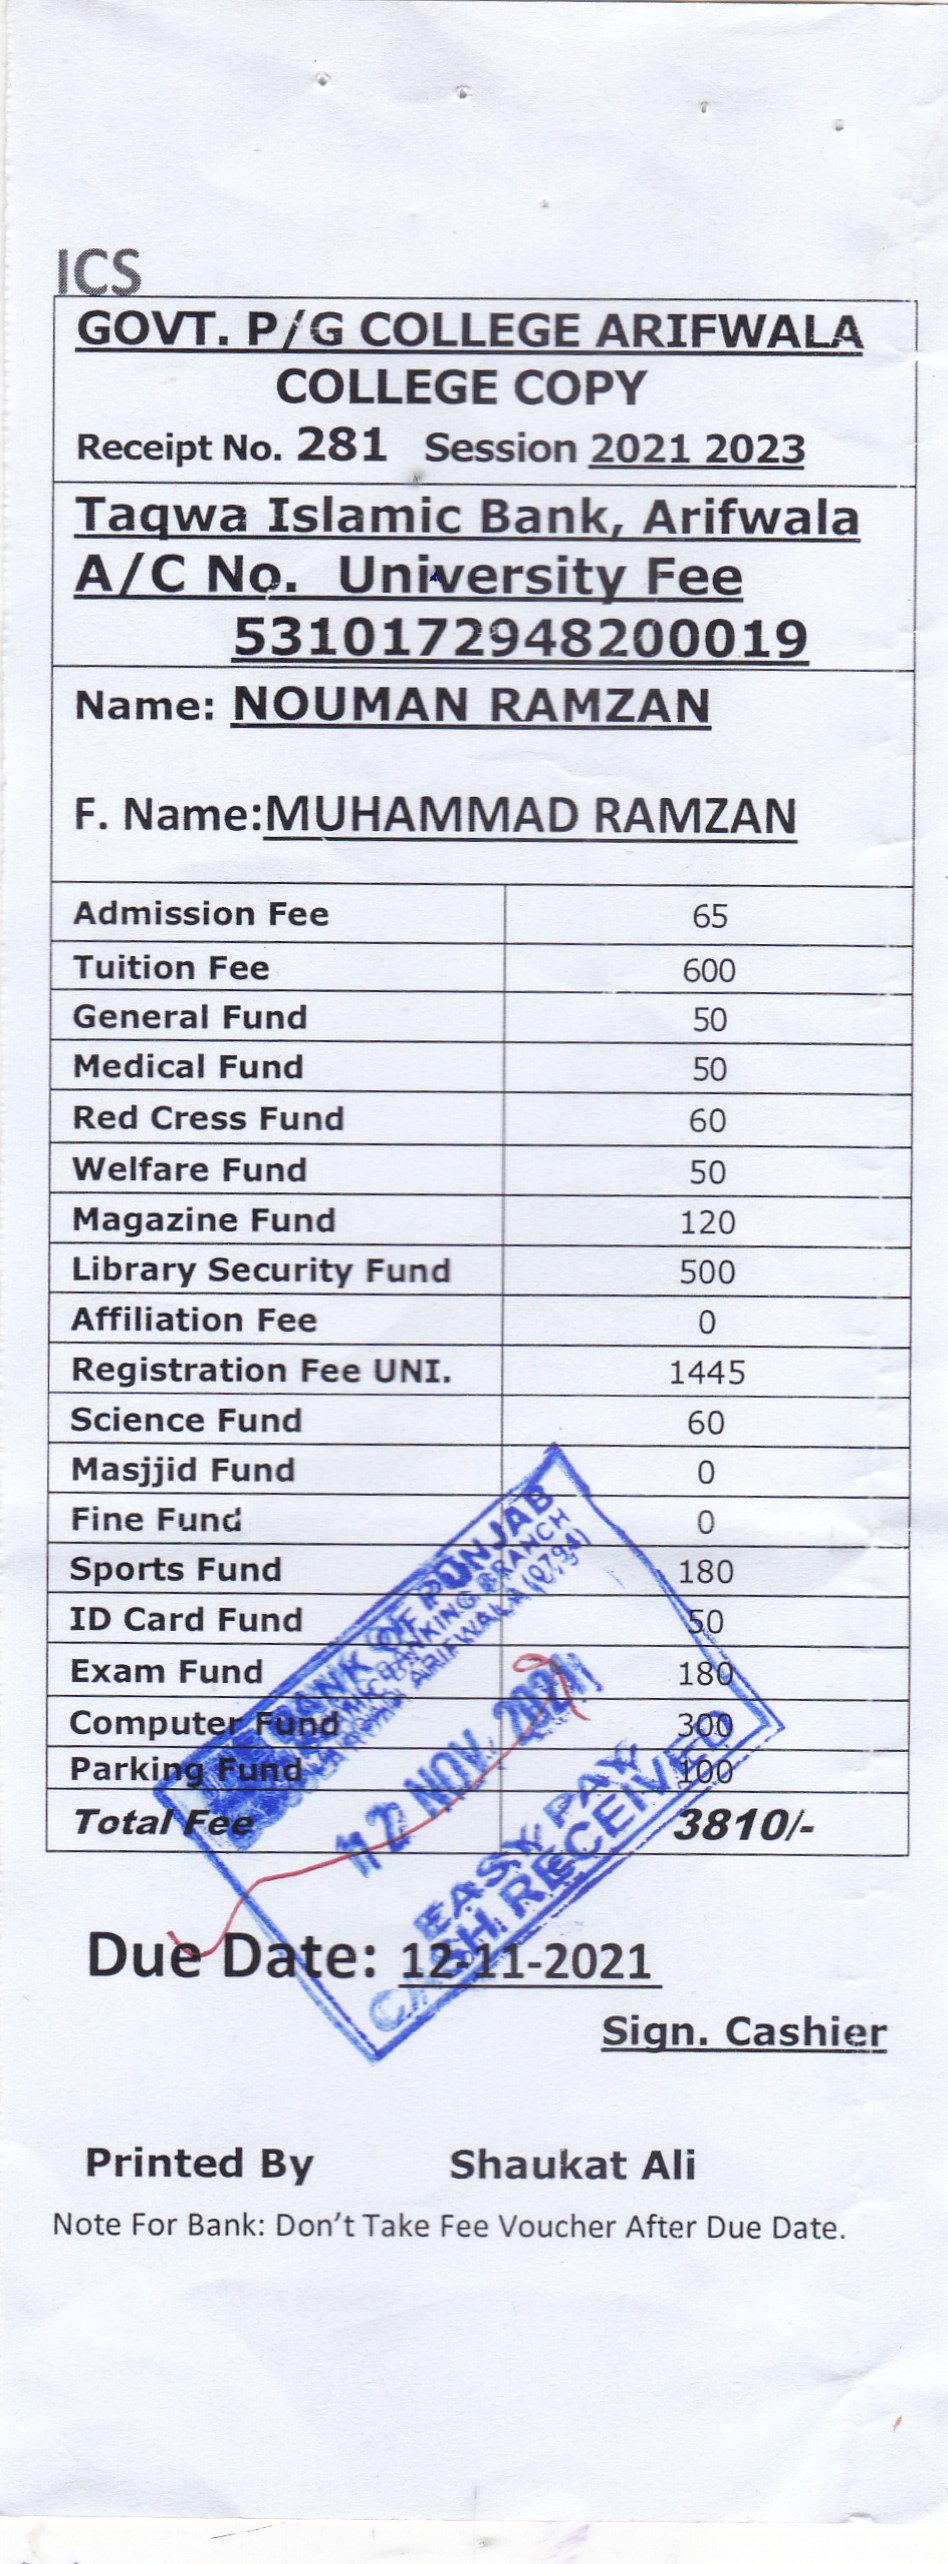 ICS
GOVT. P/G COLLEGE ARIFWALA
COLLEGE COPY
Receipt No. 281 Session 2021 2023
Taqwa Islamic Bank, Arifwala
A/C No. University Fee
5310172948200019
Name: NOUMAN RAMZAN
F. Name:MUHAMMAD RAMZAN
Admission Fee 65
Tuition Fee 600
General Fund 50
Medical Fund 50
Red Cress Fund 60
Welfare Fund 50
Magazine Fund 120
Library Security Fund 500
Affiliation Fee 0
Registration Fee UNI. 1445
Science Fund 60
Masjjid Fund 0
Fine Fund 0
Sports Fund 180
ID Card Fund 50
Exam Fund 180
Computer Fund 300
Parking Fund 100
Total Fee 3810/-
BANK OF PUNJAB
BANKING BRANCH
ARIFWALA (0794)
12 NOV 2021
EASY PAY
CASH RECEIVED
Due Date: 12-11-2021
Sign. Cashier
Printed By Shaukat Ali
Note For Bank: Don't Take Fee Voucher After Due Date.